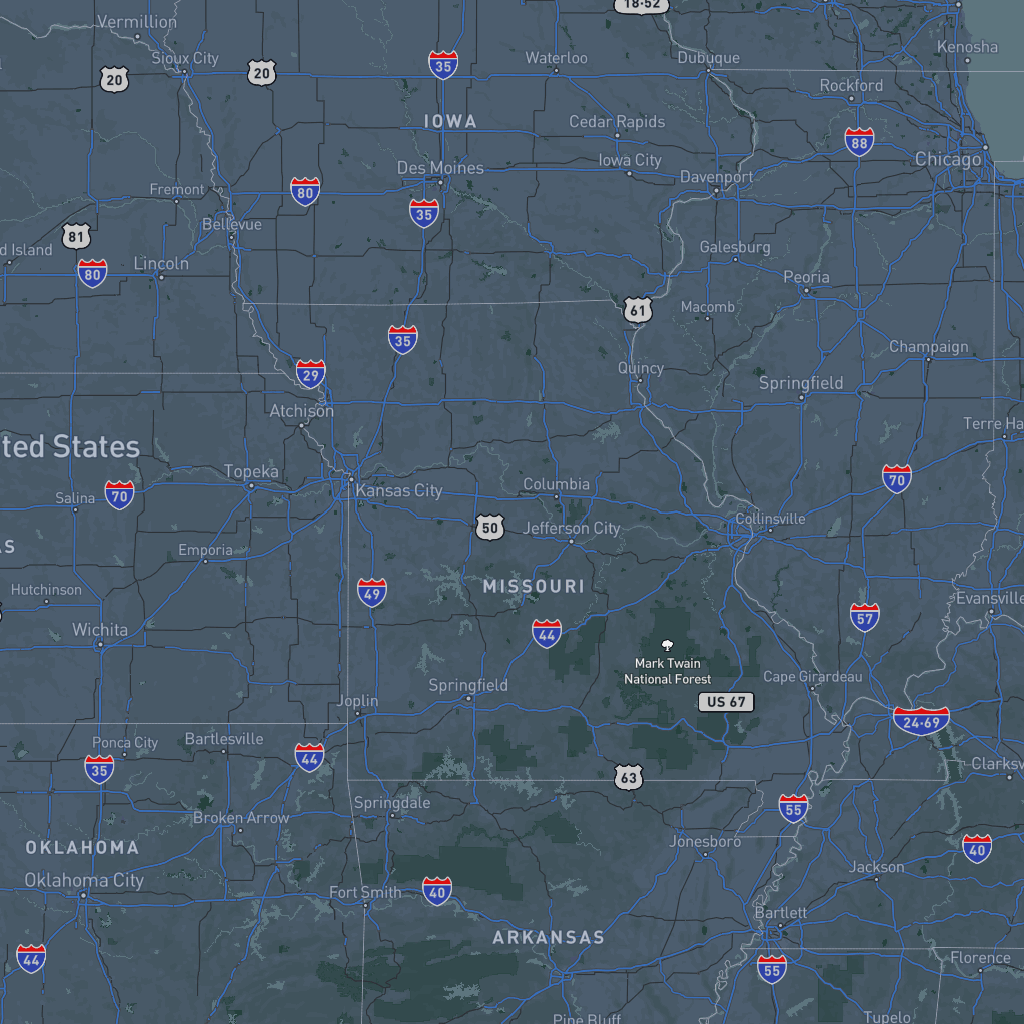 18·52
Vermillion
Sioux City
20
20
35
Waterloo
Dubuque
Kenosha
Rockford
IOWA
Cedar Rapids
88
Chicago
Des Moines
Iowa City
Davenport
Fremont
80
35
Bellevue
81
d Island
80
Lincoln
Galesburg
Peoria
61
Macomb
35
Champaign
29
Quincy
Springfield
Atchison
Terre Ha
ted States
Topeka
70
Salina
70
Kansas City
Columbia
50
Jefferson City
Collinsville
AS
Emporia
Hutchinson
49
MISSOURI
Evansville
57
Wichita
44
Mark Twain
National Forest
Springfield
Cape Girardeau
Joplin
US 67
24·69
Ponca City
Bartlesville
44
35
63
Clarksv
Springdale
55
Broken Arrow
OKLAHOMA
Jonesboro
40
Oklahoma City
Jackson
Fort Smith
40
Bartlett
ARKANSAS
44
55
Florence
Pine Bluff
Tupelo